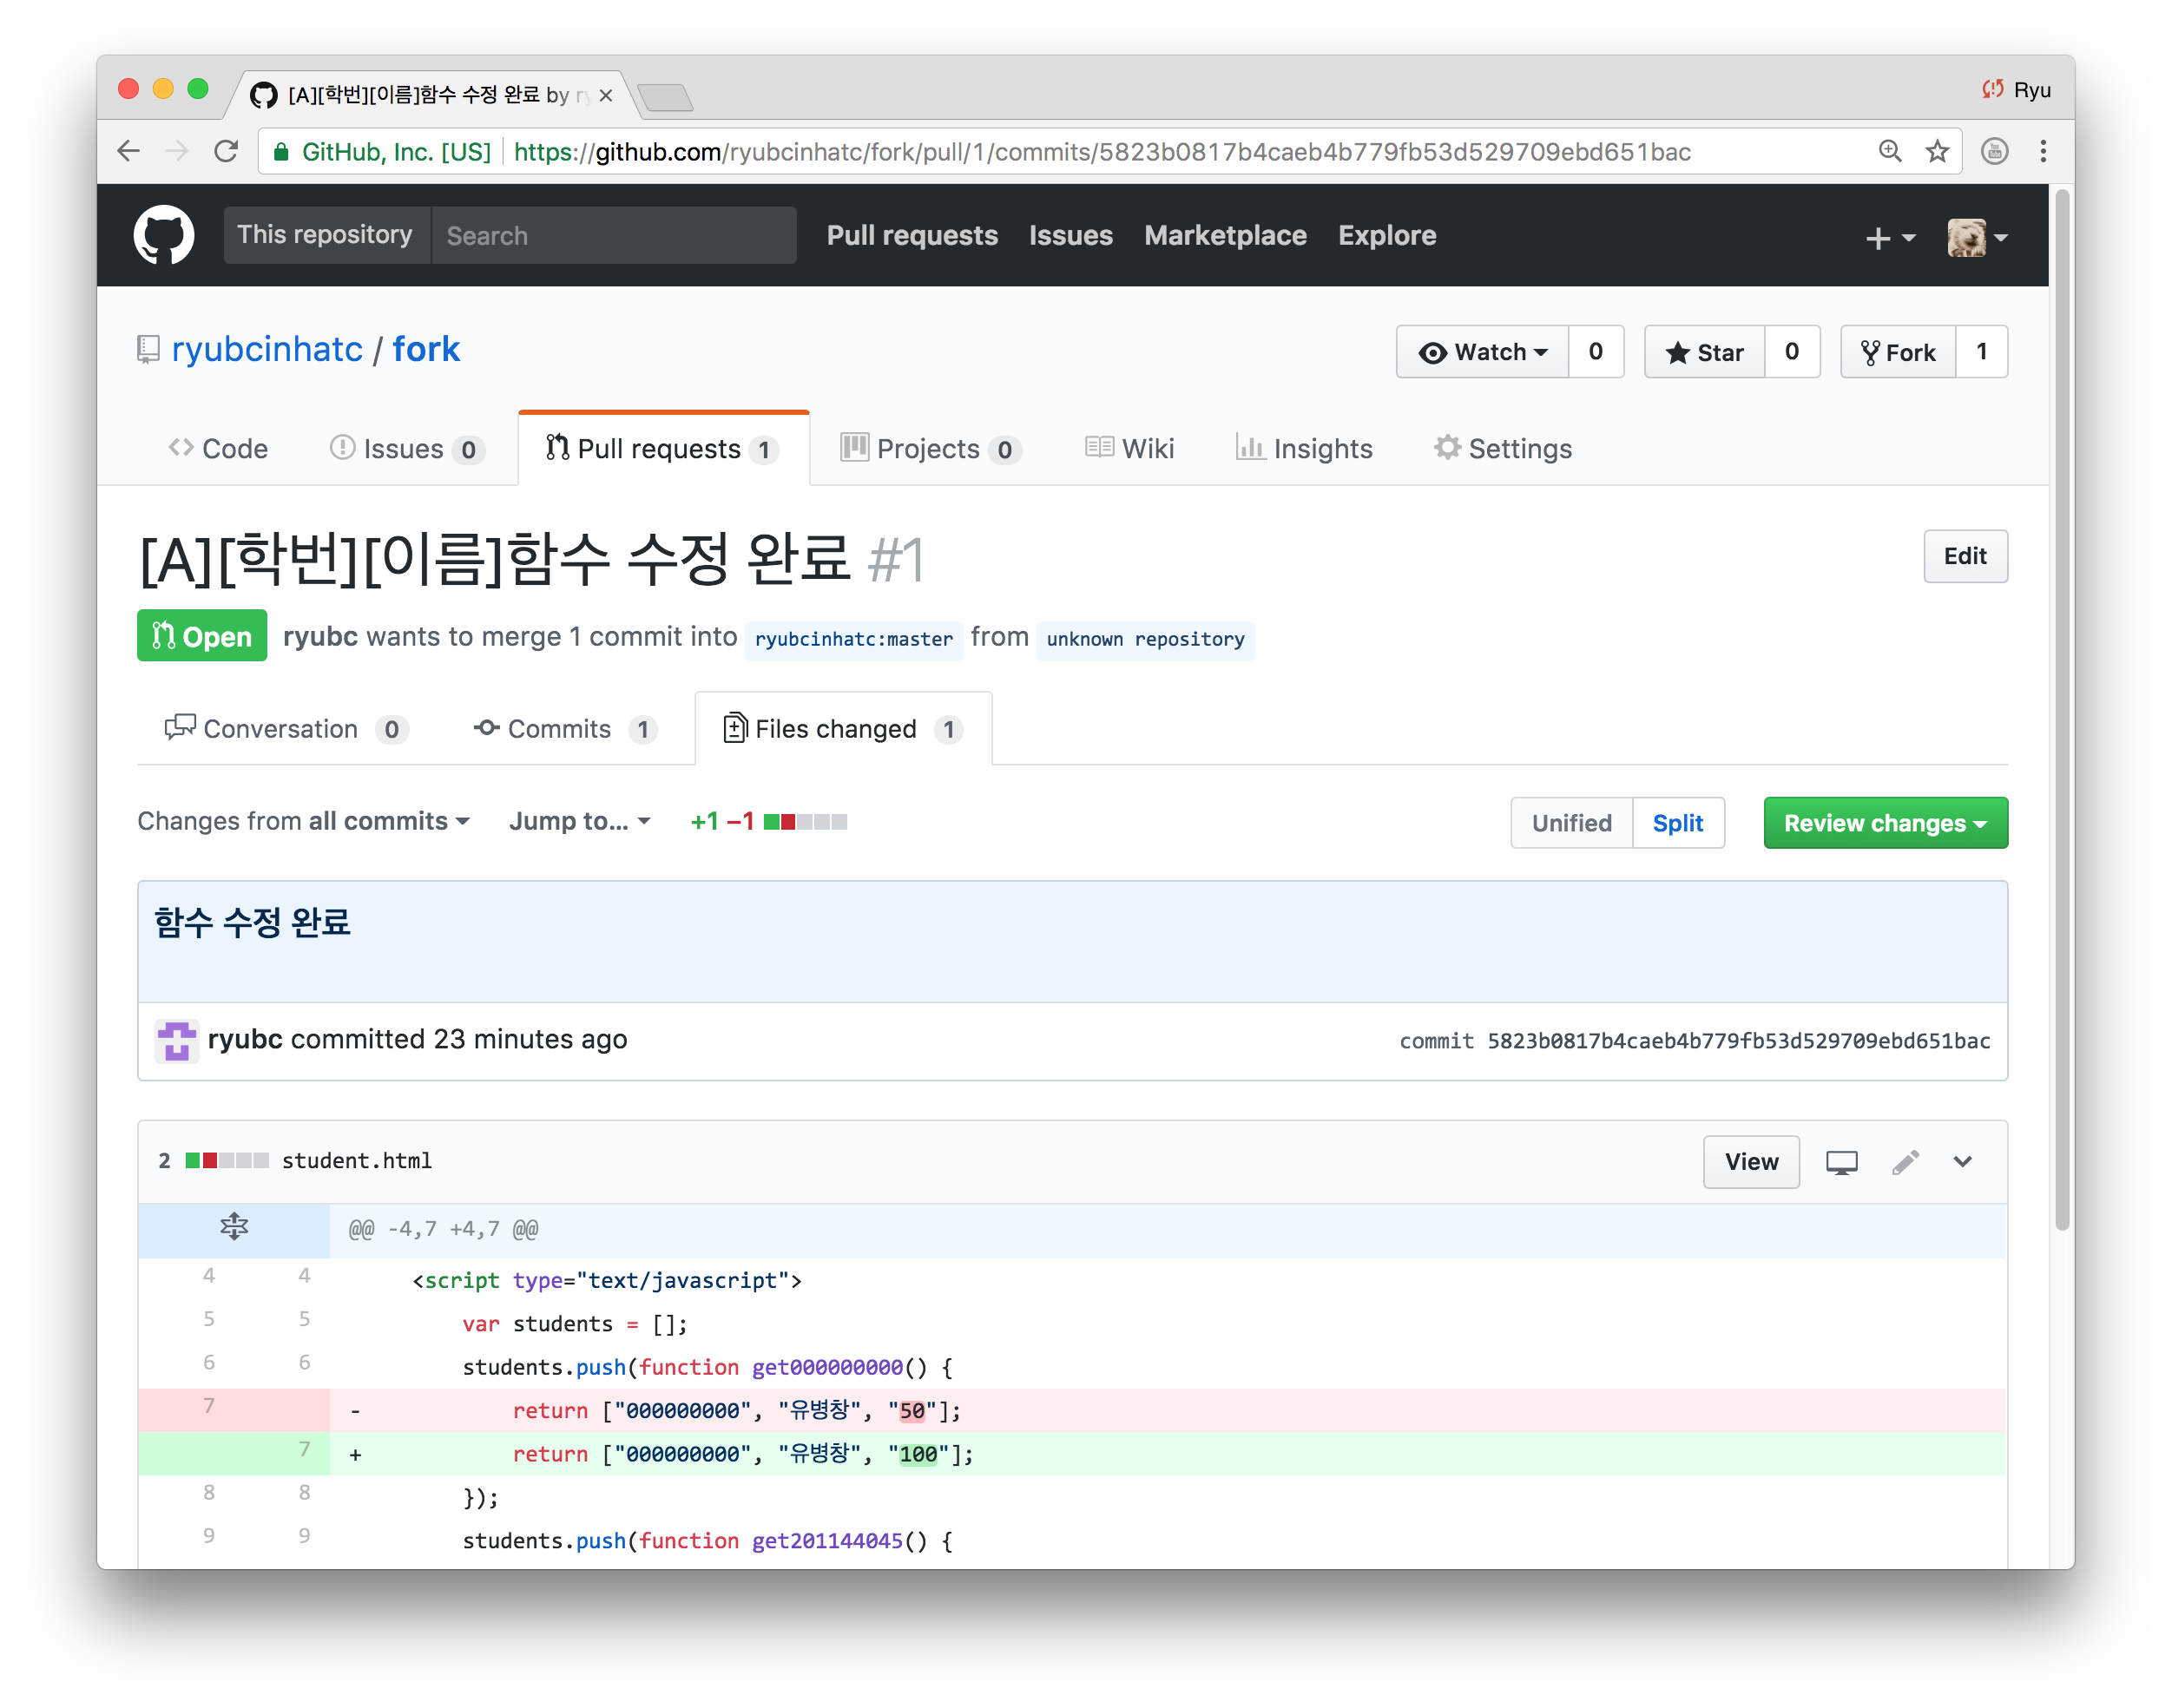 [A][학번][이름]함수 수정 완료 by ry
Ryu
GitHub, Inc. [US] https://github.com/ryubcinhatc/fork/pull/1/commits/5823b0817b4caeb4b779fb53d529709ebd651bac
This repository Search Pull requests Issues Marketplace Explore
ryubcinhatc / fork Watch 0 Star 0 Fork 1
Code Issues 0 Pull requests 1 Projects 0 Wiki Insights Settings
[A][학번][이름]함수 수정 완료 #1 Edit
Open ryubc wants to merge 1 commit into ryubcinhatc:master from unknown repository
Conversation 0 Commits 1 Files changed 1
Changes from all commits Jump to... +1 −1 Unified Split Review changes
함수 수정 완료
ryubc committed 23 minutes ago commit 5823b0817b4caeb4b779fb53d529709ebd651bac
2 student.html View
@@ -4,7 +4,7 @@
4 4 <script type="text/javascript">
5 5 var students = [];
6 6 students.push(function get000000000() {
7 - return ["000000000", "유병창", "50"];
7 + return ["000000000", "유병창", "100"];
8 8 });
9 9 students.push(function get201144045() {